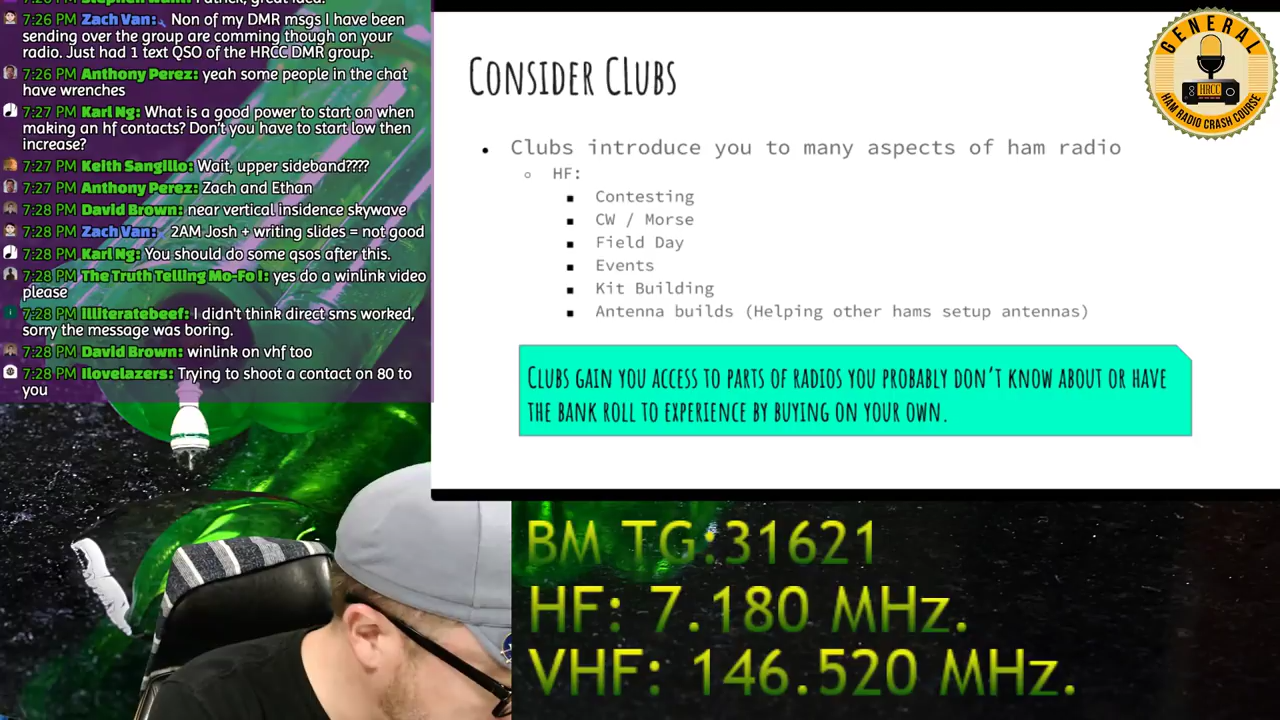 7:26 PM Stephen Patrick, great idea.
7:26 PM Zach Van: Non of my DMR msgs I have been
sending over the group are comming though on your
radio. Just had 1 text QSO of the HRCC DMR group.
7:26 PM Anthony Perez: yeah some people in the chat
have wrenches
7:27 PM Karl Ng: What is a good power to start on when
making an hf contacts? Don't you have to start low then
increase?
7:27 PM Keith Sangillo: Wait, upper sideband????
7:27 PM Anthony Perez: Zach and Ethan
7:28 PM David Brown: near vertical insidence skywave
7:28 PM Zach Van: 2AM Josh + writing slides = not good
7:28 PM Karl Ng: You should do some qsos after this.
7:28 PM The Truth Telling Mo-Fo !: yes do a winlink video
please
7:28 PM illiteratebeef: I didn't think direct sms worked,
sorry the message was boring.
7:28 PM David Brown: winlink on vhf too
7:28 PM Ilovelazers: Trying to shoot a contact on 80 to
you
Consider Clubs
GENERAL
HRCC
HAM RADIO CRASH COURSE
Clubs introduce you to many aspects of ham radio
HF:
Contesting
CW / Morse
Field Day
Events
Kit Building
Antenna builds (Helping other hams setup antennas)
Clubs gain you access to parts of radios you probably don't know about or have
the bank roll to experience by buying on your own.
BM TG:31621
HF: 7.180 MHz.
VHF: 146.520 MHz.